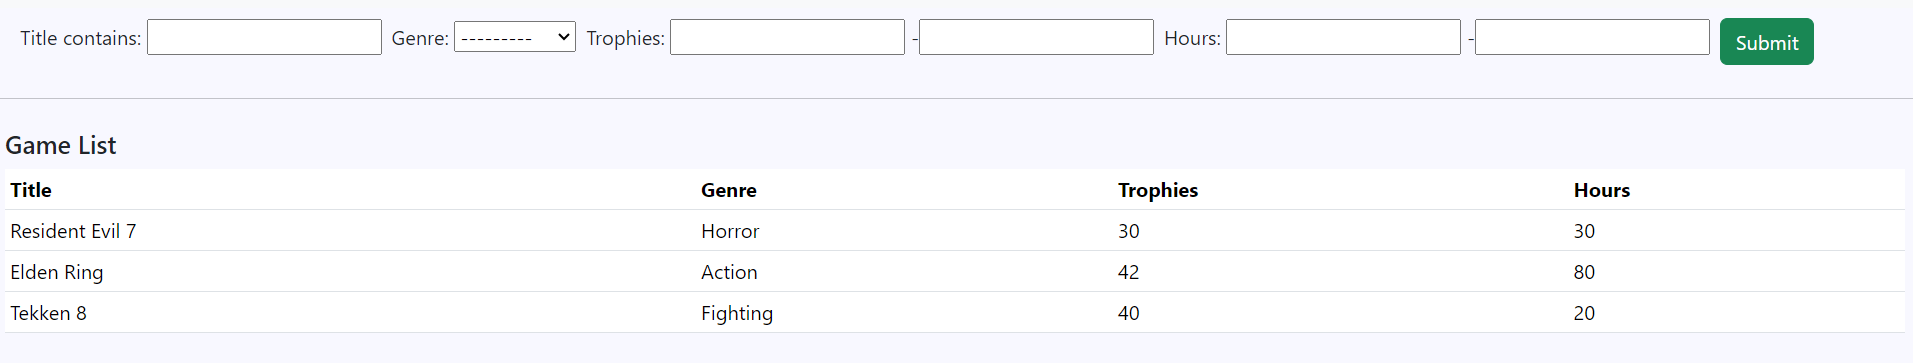 Title contains: Genre: --------- Trophies: - Hours: - Submit
Game List
Title Genre Trophies Hours
Resident Evil 7 Horror 30 30
Elden Ring Action 42 80
Tekken 8 Fighting 40 20